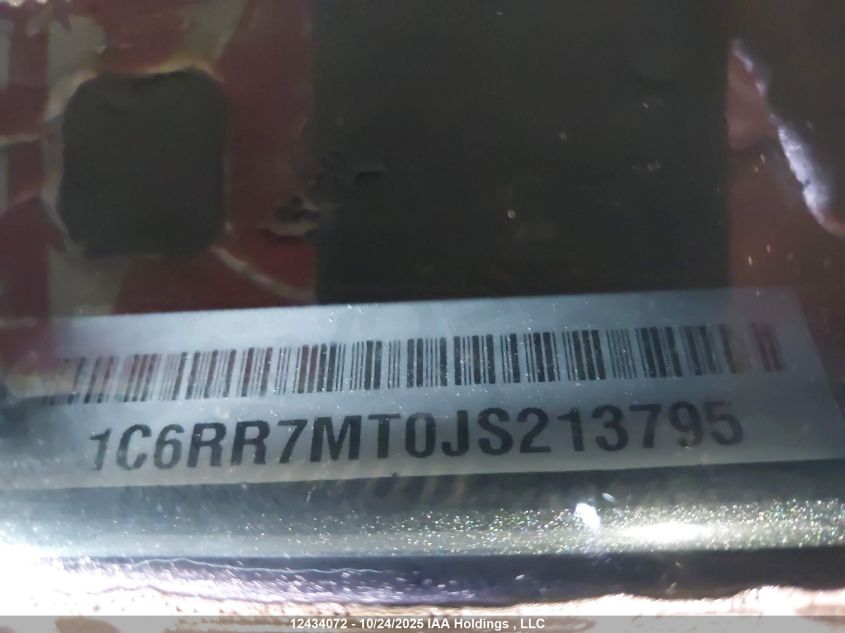 1C6RR7MT0JS213795
12434072 - 10/24/2025 IAA Holdings , LLC